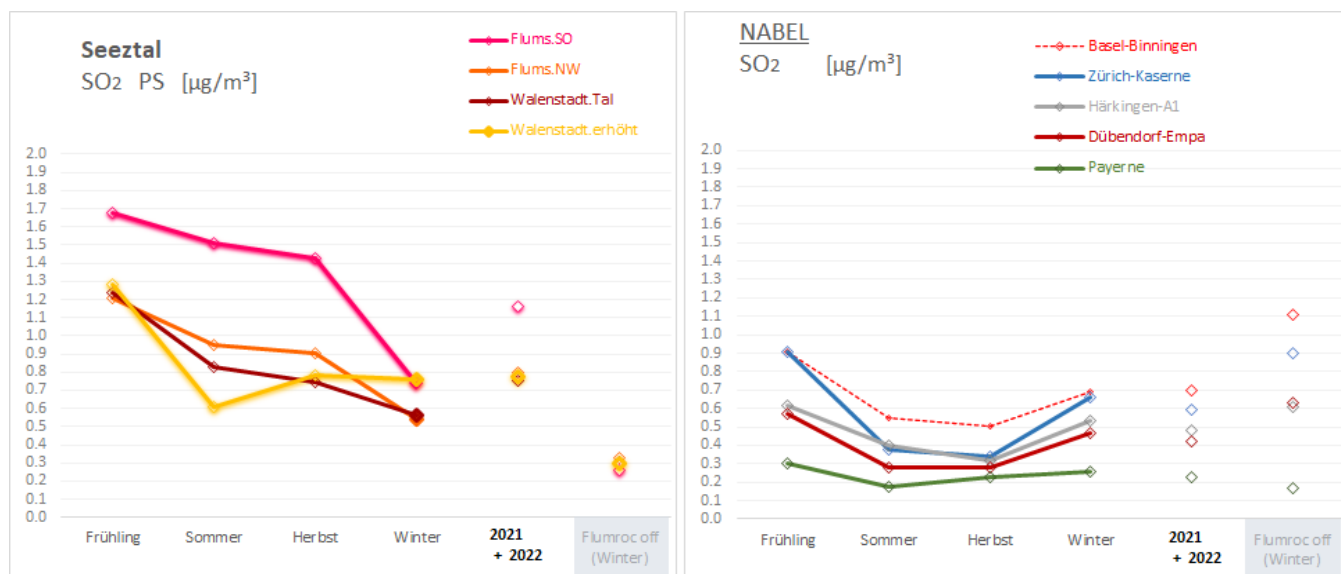 Seeztal
SO2 PS [µg/m³]
Flums.SO
Flums.NW
Walenstadt.Tal
Walenstadt.erhöht
2.0
1.9
1.8
1.7
1.6
1.5
1.4
1.3
1.2
1.1
1.0
0.9
0.8
0.7
0.6
0.5
0.4
0.3
0.2
0.1
0.0
Frühling Sommer Herbst Winter 2021 + 2022 Flumroc off (Winter)
NABEL
SO2 [µg/m³]
Basel-Binningen
Zürich-Kaserne
Härkingen-A1
Dübendorf-Empa
Payerne
2.0
1.9
1.8
1.7
1.6
1.5
1.4
1.3
1.2
1.1
1.0
0.9
0.8
0.7
0.6
0.5
0.4
0.3
0.2
0.1
0.0
Frühling Sommer Herbst Winter 2021 + 2022 Flumroc off (Winter)